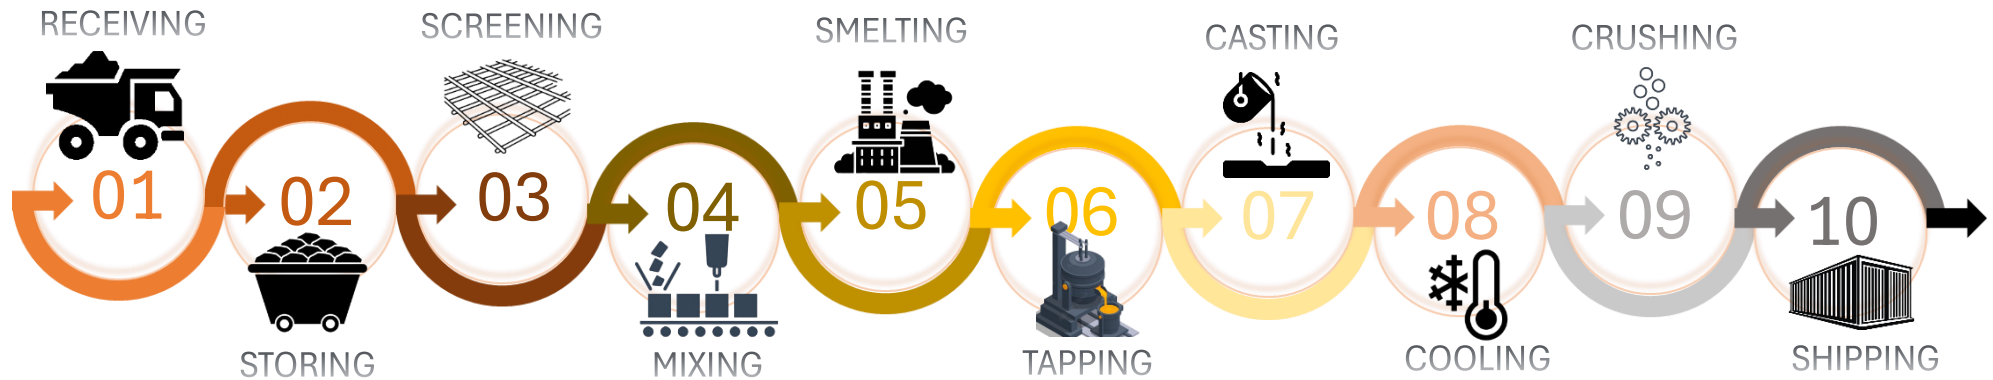 RECEIVING
01
02
STORING
SCREENING
03
04
MIXING
SMELTING
05
06
TAPPING
CASTING
07
08
COOLING
CRUSHING
09
10
SHIPPING